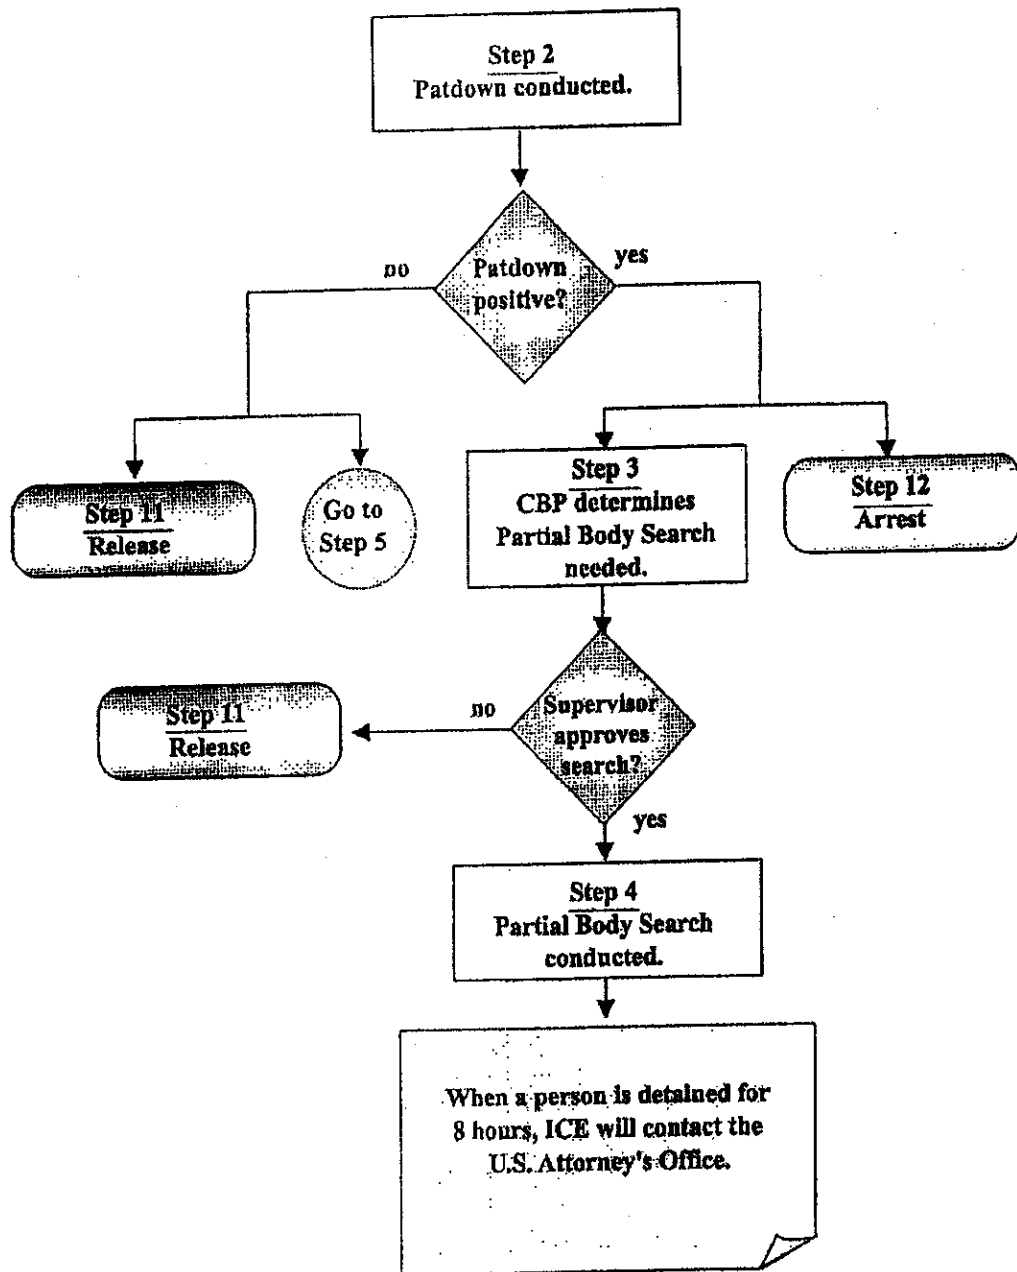 Step 2
Patdown conducted.
no
Patdown
positive?
yes
Step 11
Release
Go to
Step 5
Step 3
CBP determines
Partial Body Search
needed.
Step 12
Arrest
Step 11
Release
no
Supervisor
approves
search?
yes
Step 4
Partial Body Search
conducted.
When a person is detained for
8 hours, ICE will contact the
U.S. Attorney's Office.